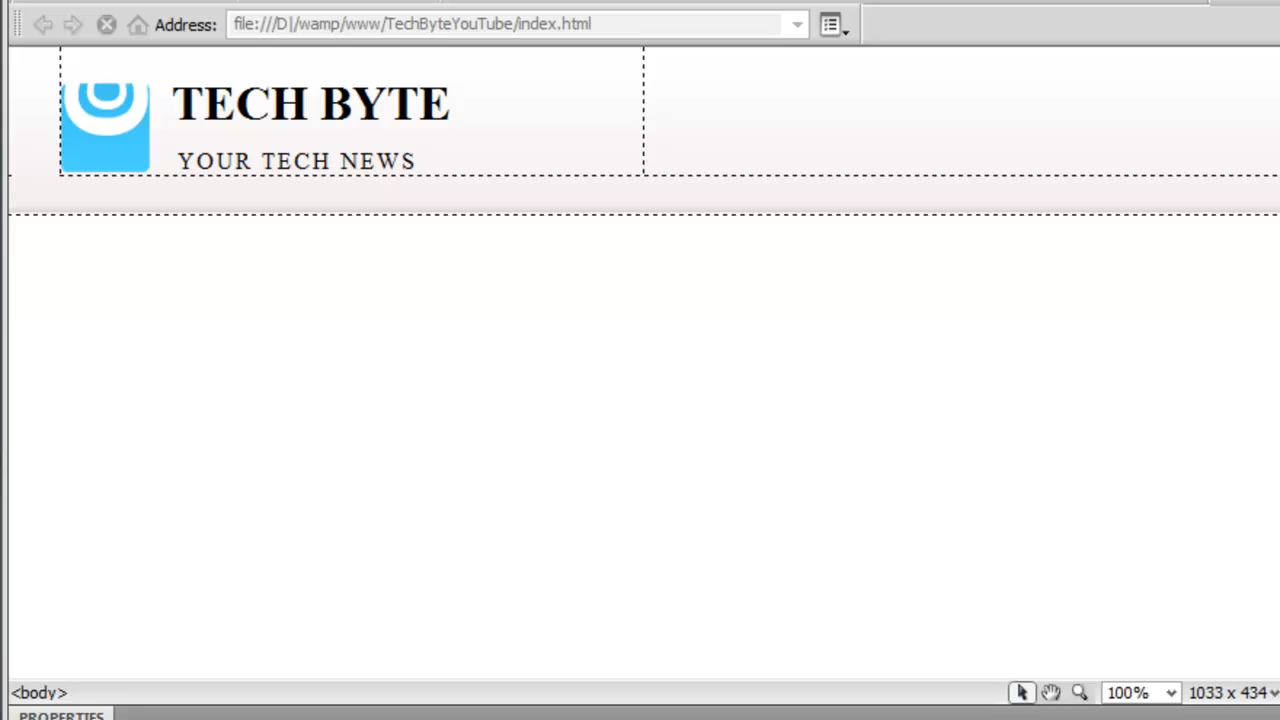 Address: file:///D|/wamp/www/TechByteYouTube/index.html
TECH BYTE
YOUR TECH NEWS
<body> 100% 1033 x 434
PROPERTIES